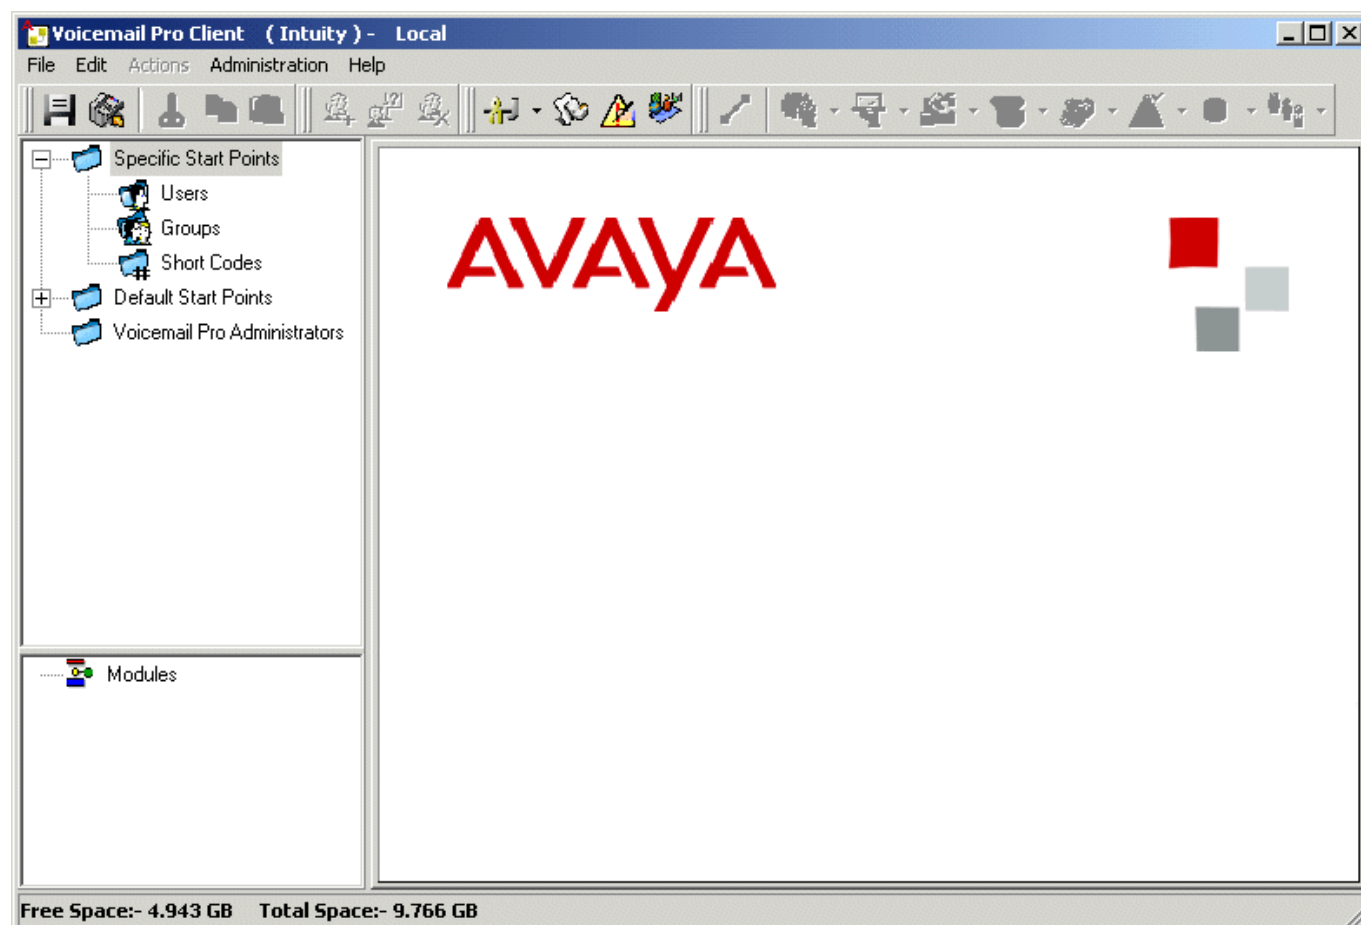 Voicemail Pro Client ( Intuity ) - Local
File Edit Actions Administration Help
Specific Start Points
Users
Groups
Short Codes
Default Start Points
Voicemail Pro Administrators
AVAYA
Modules
Free Space:- 4.943 GB Total Space:- 9.766 GB